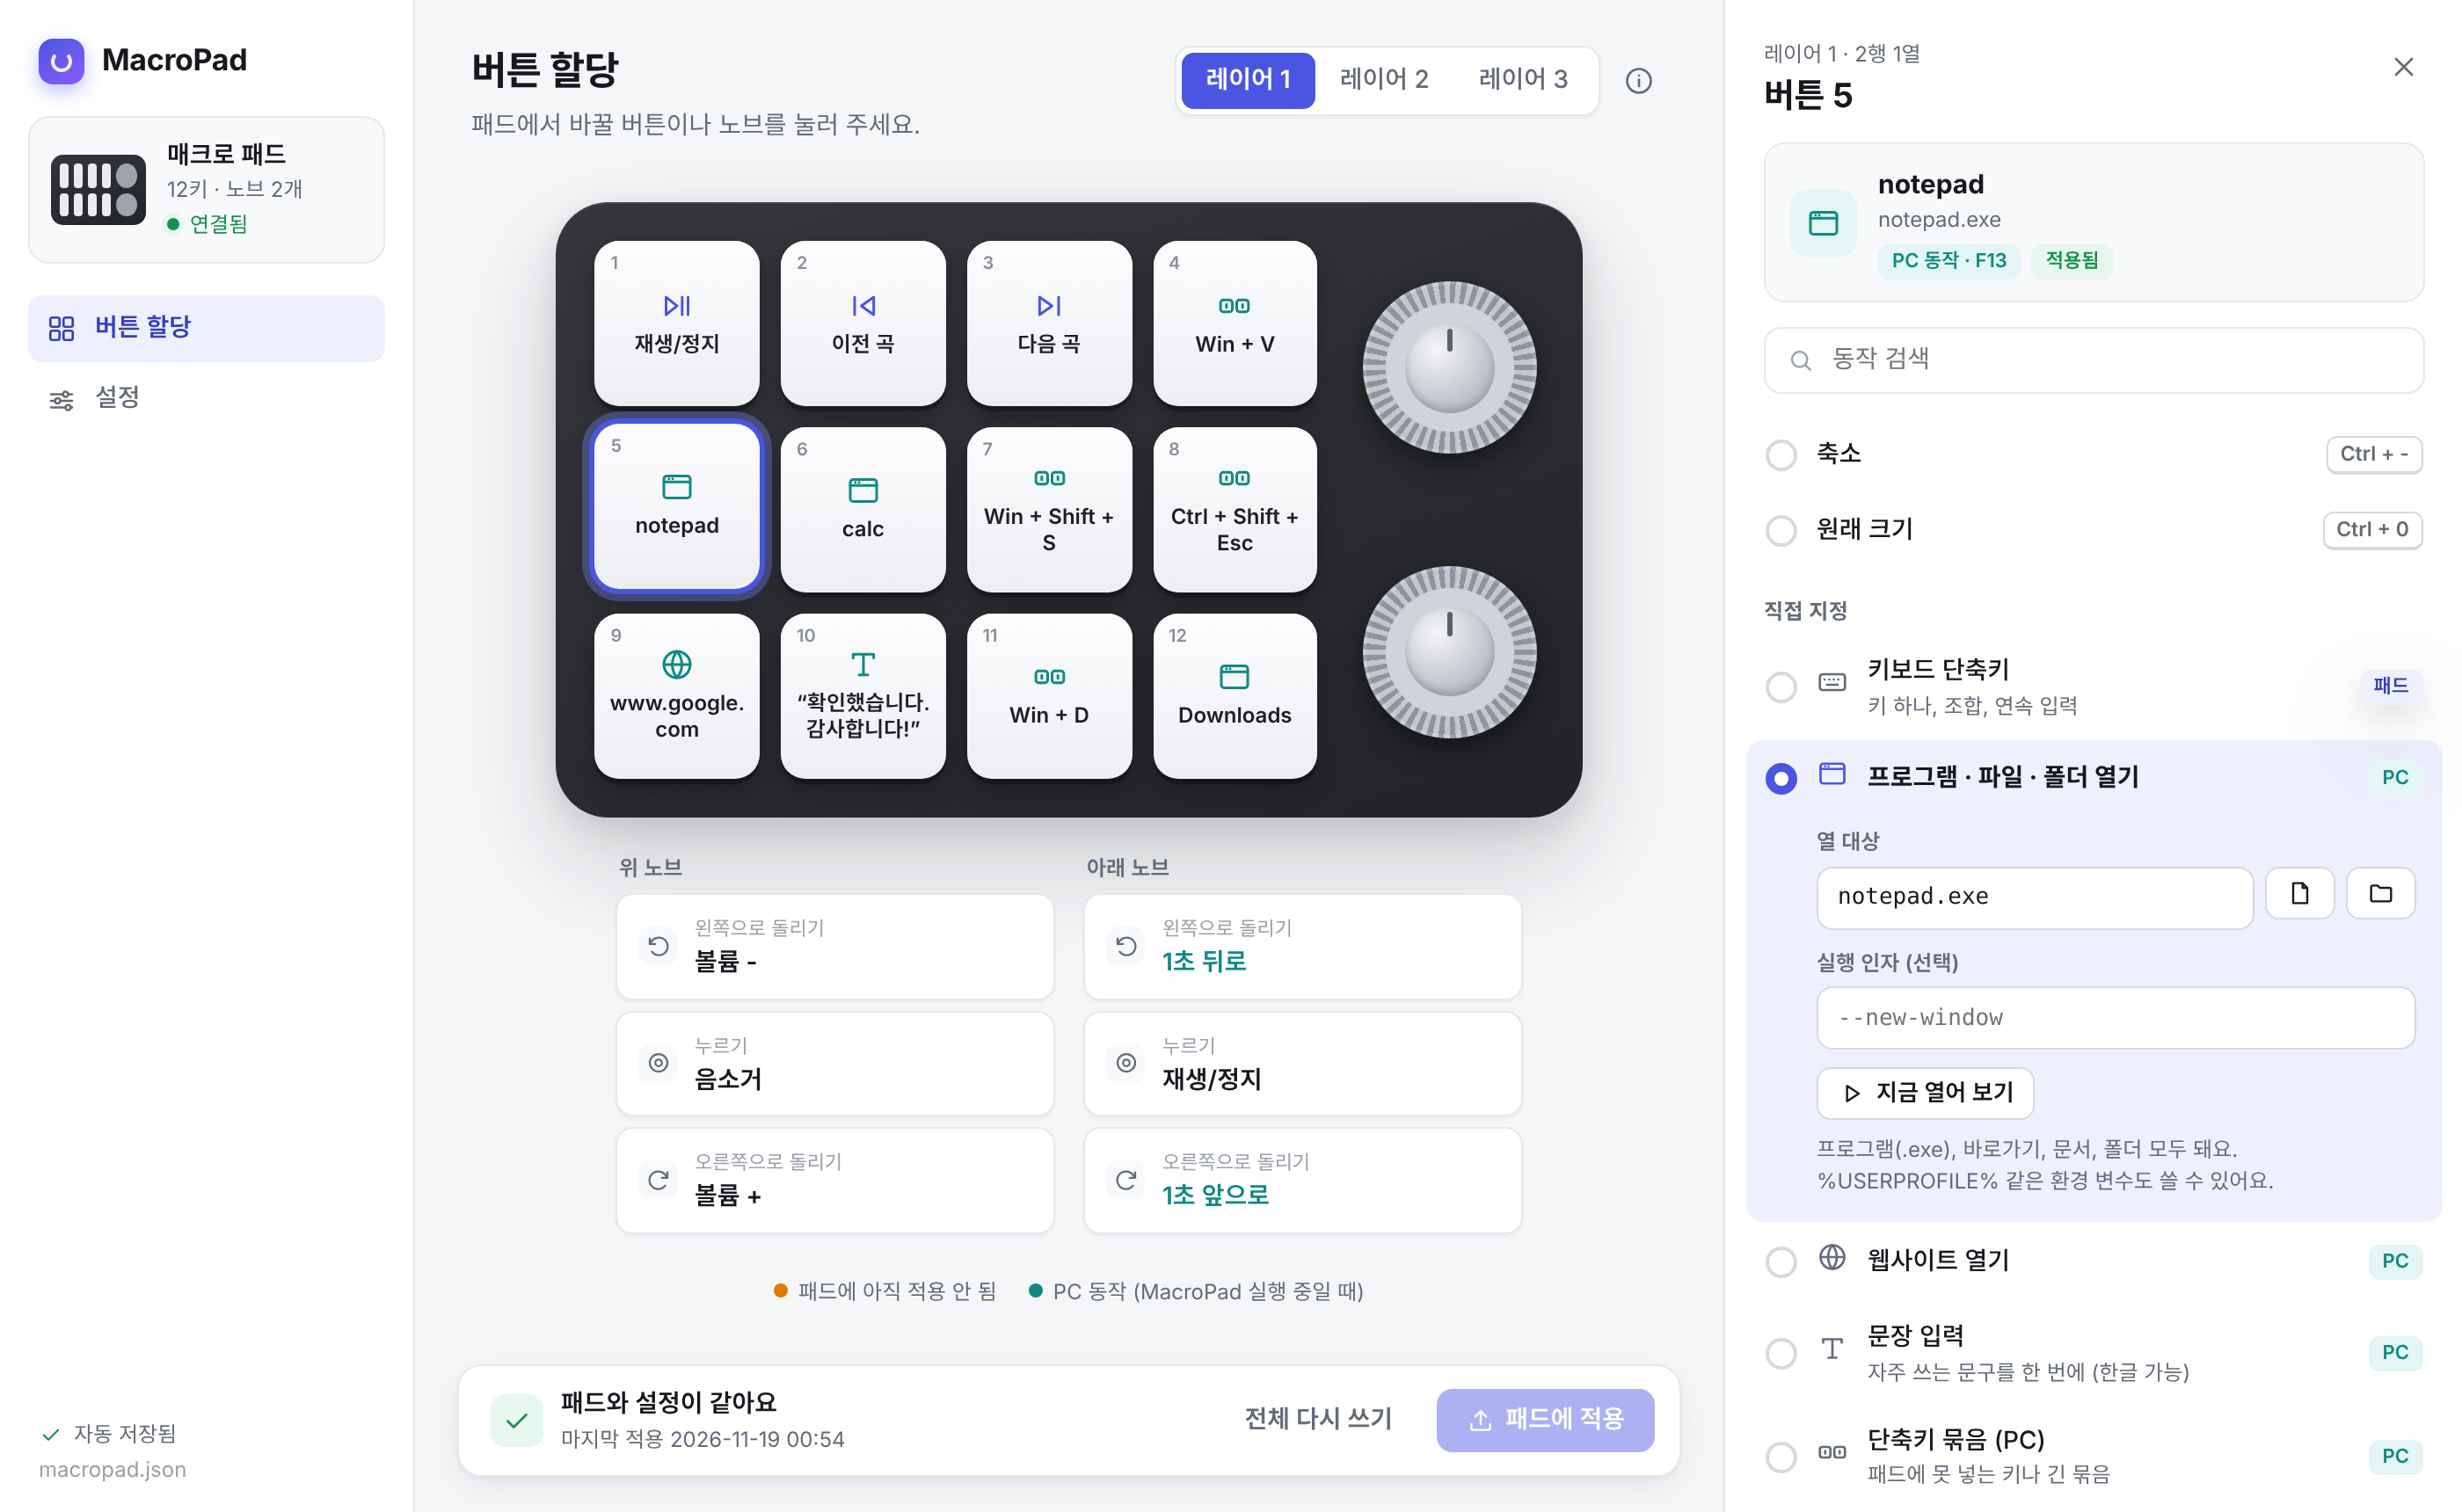 MacroPad
매크로 패드
12키 · 노브 2개
연결됨
버튼 할당
설정
자동 저장됨
macropad.json
버튼 할당
패드에서 바꿀 버튼이나 노브를 눌러 주세요.
레이어 1
레이어 2
레이어 3
1
재생/정지
2
이전 곡
3
다음 곡
4
Win + V
5
notepad
6
calc
7
Win + Shift +
S
8
Ctrl + Shift +
Esc
9
www.google.
com
10
“확인했습니다.
감사합니다!”
11
Win + D
12
Downloads
위 노브
왼쪽으로 돌리기
볼륨 -
누르기
음소거
오른쪽으로 돌리기
볼륨 +
아래 노브
왼쪽으로 돌리기
1초 뒤로
누르기
재생/정지
오른쪽으로 돌리기
1초 앞으로
패드에 아직 적용 안 됨
PC 동작 (MacroPad 실행 중일 때)
패드와 설정이 같아요
마지막 적용 2026-11-19 00:54
전체 다시 쓰기
패드에 적용
레이어 1 · 2행 1열
버튼 5
notepad
notepad.exe
PC 동작 · F13
적용됨
동작 검색
축소
Ctrl + -
원래 크기
Ctrl + 0
직접 지정
키보드 단축키
키 하나, 조합, 연속 입력
패드
프로그램 · 파일 · 폴더 열기
PC
열 대상
notepad.exe
실행 인자 (선택)
--new-window
지금 열어 보기
프로그램(.exe), 바로가기, 문서, 폴더 모두 돼요.
%USERPROFILE% 같은 환경 변수도 쓸 수 있어요.
웹사이트 열기
PC
문장 입력
자주 쓰는 문구를 한 번에 (한글 가능)
PC
단축키 묶음 (PC)
패드에 못 넣는 키나 긴 묶음
PC